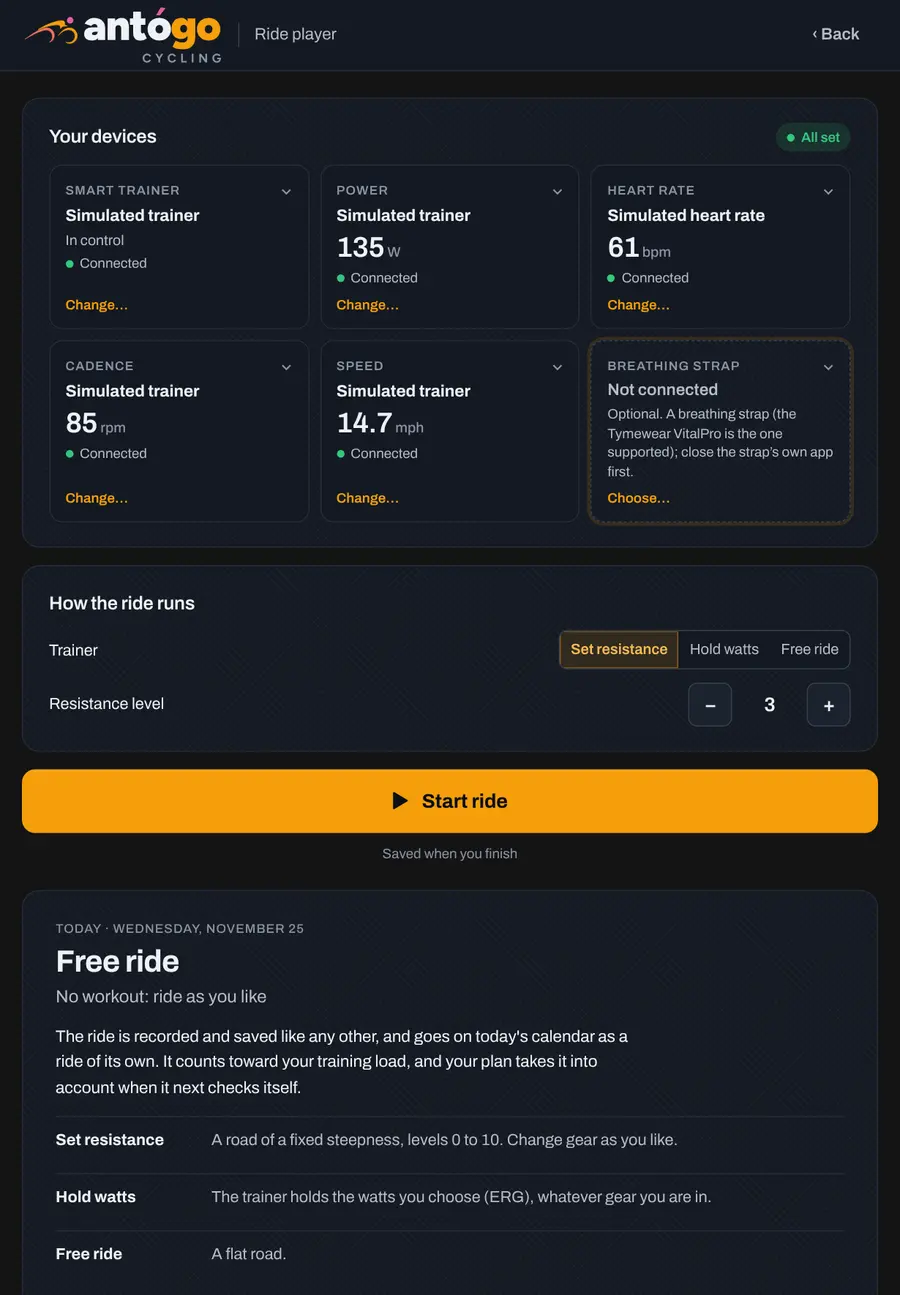 antógo
CYCLING
Ride player
‹ Back
Your devices
All set
SMART TRAINER
Simulated trainer
In control
Connected
Change...
POWER
Simulated trainer
135 W
Connected
Change...
HEART RATE
Simulated heart rate
61 bpm
Connected
Change...
CADENCE
Simulated trainer
85 rpm
Connected
Change...
SPEED
Simulated trainer
14.7 mph
Connected
Change...
BREATHING STRAP
Not connected
Optional. A breathing strap (the
Tymewear VitalPro is the one
supported); close the strap's own app
first.
Choose...
How the ride runs
Trainer
Set resistance
Hold watts
Free ride
Resistance level
− 3 +
Start ride
Saved when you finish
TODAY · WEDNESDAY, NOVEMBER 25
Free ride
No workout: ride as you like
The ride is recorded and saved like any other, and goes on today's calendar as a
ride of its own. It counts toward your training load, and your plan takes it into
account when it next checks itself.
Set resistance
A road of a fixed steepness, levels 0 to 10. Change gear as you like.
Hold watts
The trainer holds the watts you choose (ERG), whatever gear you are in.
Free ride
A flat road.